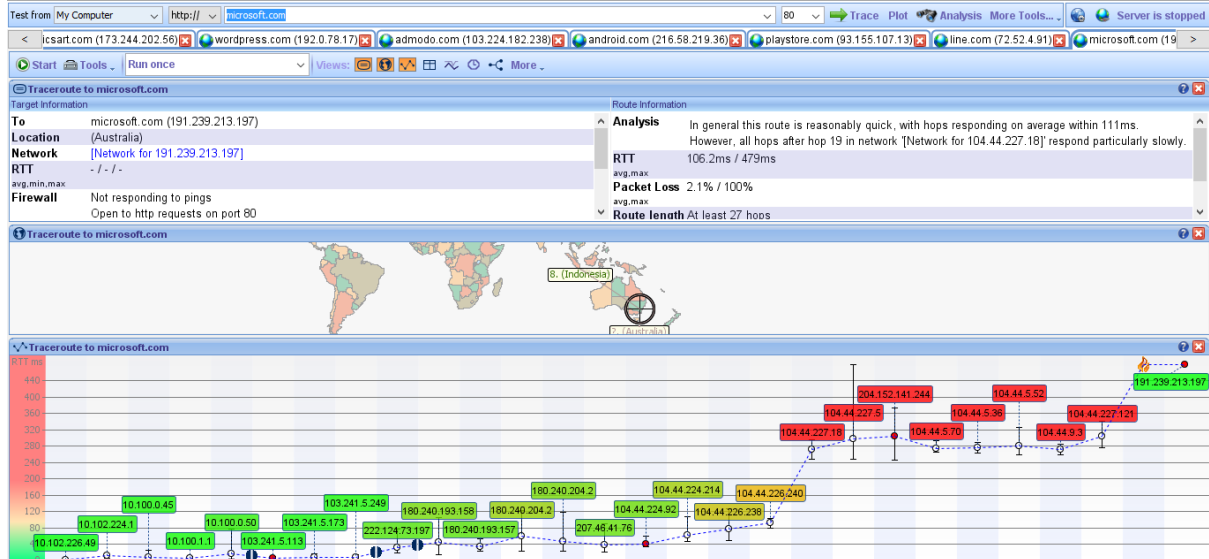 Test from My Computer http:// microsoft.com 80 Trace Plot Analysis More Tools... Server is stopped
< icsart.com (173.244.202.56) wordpress.com (192.0.78.17) admodo.com (103.224.182.238) android.com (216.58.219.36) playstore.com (93.155.107.13) line.com (72.52.4.91) microsoft.com (19 >
Start Tools Run once Views: More
Traceroute to microsoft.com
Target Information
To microsoft.com (191.239.213.197)
Location (Australia)
Network [Network for 191.239.213.197]
RTT - / - / -
avg,min,max
Firewall Not responding to pings
Open to http requests on port 80
Route Information
Analysis In general this route is reasonably quick, with hops responding on average within 111ms.
However, all hops after hop 19 in network '[Network for 104.44.227.18]' respond particularly slowly.
RTT 106.2ms / 479ms
avg,max
Packet Loss 2.1% / 100%
avg,max
Route length At least 27 hops
Traceroute to microsoft.com
8. (Indonesia)
?. (Australia)
Traceroute to microsoft.com
RTT ms
440
400
360
320
280
240
200
160
120
80
10.102.226.49
10.102.224.1
10.100.0.45
10.100.1.1
10.100.0.50
103.241.5.113
103.241.5.173
103.241.5.249
222.124.73.197
180.240.193.158
180.240.193.157
180.240.204.2
180.240.204.2
207.46.41.76
104.44.224.92
104.44.224.214
104.44.226.238
104.44.226.240
104.44.227.18
104.44.227.5
204.152.141.244
104.44.5.70
104.44.5.36
104.44.5.52
104.44.9.3
104.44.227.121
191.239.213.197